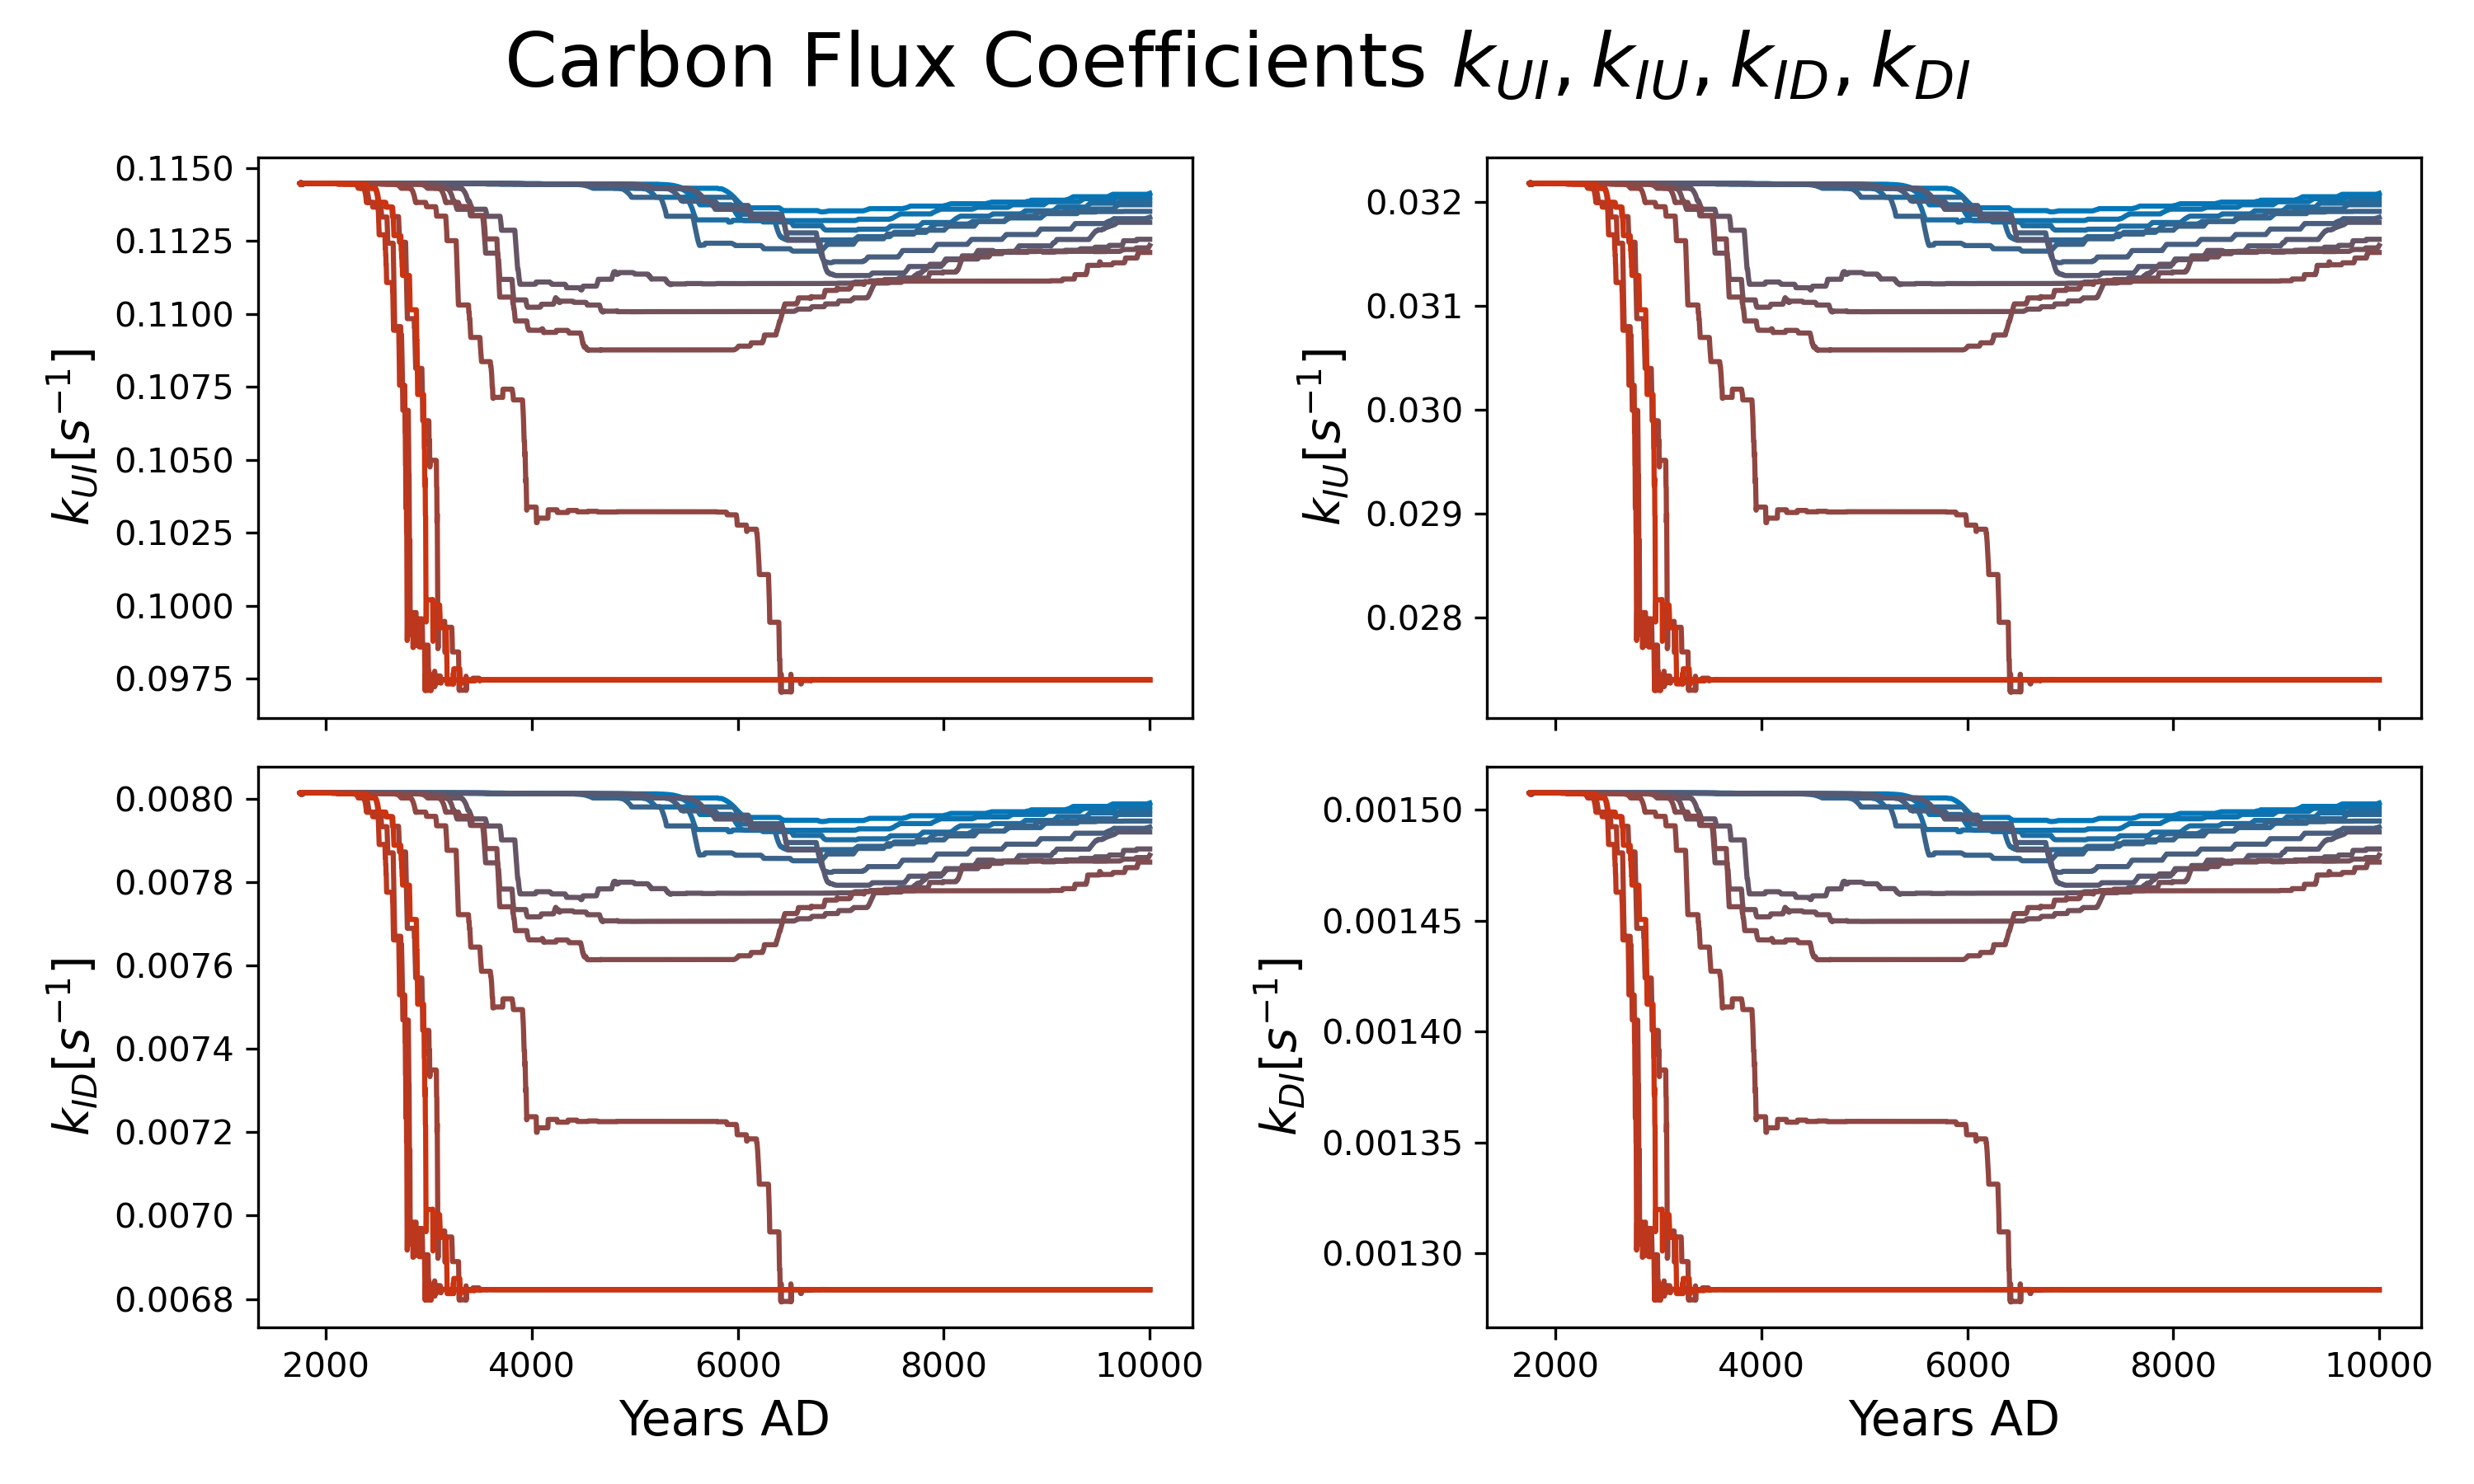 Carbon Flux Coefficients k_UI, k_IU, k_ID, k_DI
0.1150
0.1125
0.1100
0.1075
0.1050
0.1025
0.1000
0.0975
k_UI[s⁻¹]
0.032
0.031
0.030
0.029
0.028
k_IU[s⁻¹]
0.0080
0.0078
0.0076
0.0074
0.0072
0.0070
0.0068
k_ID[s⁻¹]
2000 4000 6000 8000 10000
Years AD
0.00150
0.00145
0.00140
0.00135
0.00130
k_DI[s⁻¹]
2000 4000 6000 8000 10000
Years AD